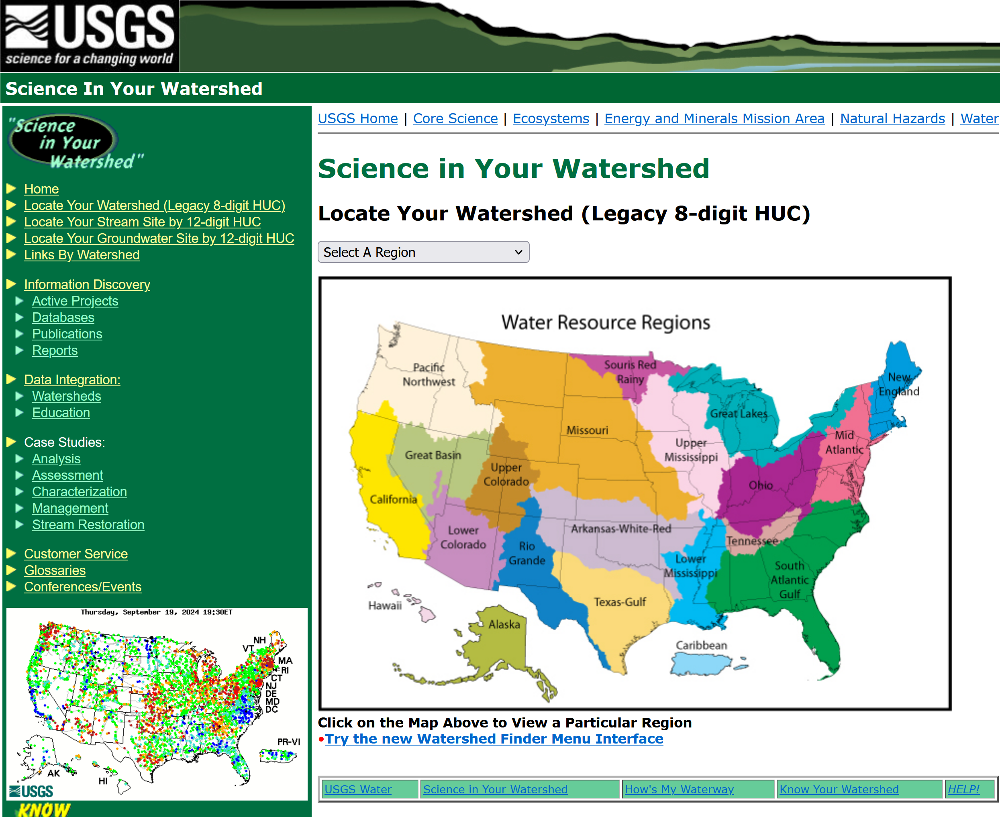 USGS
science for a changing world
Science In Your Watershed
"Science
in Your
Watershed"
Home
Locate Your Watershed (Legacy 8-digit HUC)
Locate Your Stream Site by 12-digit HUC
Locate Your Groundwater Site by 12-digit HUC
Links By Watershed
Information Discovery
Active Projects
Databases
Publications
Reports
Data Integration:
Watersheds
Education
Case Studies:
Analysis
Assessment
Characterization
Management
Stream Restoration
Customer Service
Glossaries
Conferences/Events
Thursday, September 19, 2024 19:30ET
NH
VT
MA
RI
CT
NJ
DE
MD
DC
PR-VI
AK
HI
USGS
KNOW
USGS Home | Core Science | Ecosystems | Energy and Minerals Mission Area | Natural Hazards | Water
Science in Your Watershed
Locate Your Watershed (Legacy 8-digit HUC)
Select A Region
Water Resource Regions
Pacific
Northwest
Souris Red
Rainy
New
England
Great Lakes
Missouri
Mid
Atlantic
Upper
Mississippi
Great Basin
Upper
Colorado
Ohio
California
Arkansas-White-Red
Lower
Colorado
Tennessee
Rio
Grande
Lower
Mississippi
South
Atlantic
Gulf
Texas-Gulf
Hawaii
Alaska
Caribbean
Click on the Map Above to View a Particular Region
•Try the new Watershed Finder Menu Interface
USGS Water
Science in Your Watershed
How's My Waterway
Know Your Watershed
HELP!